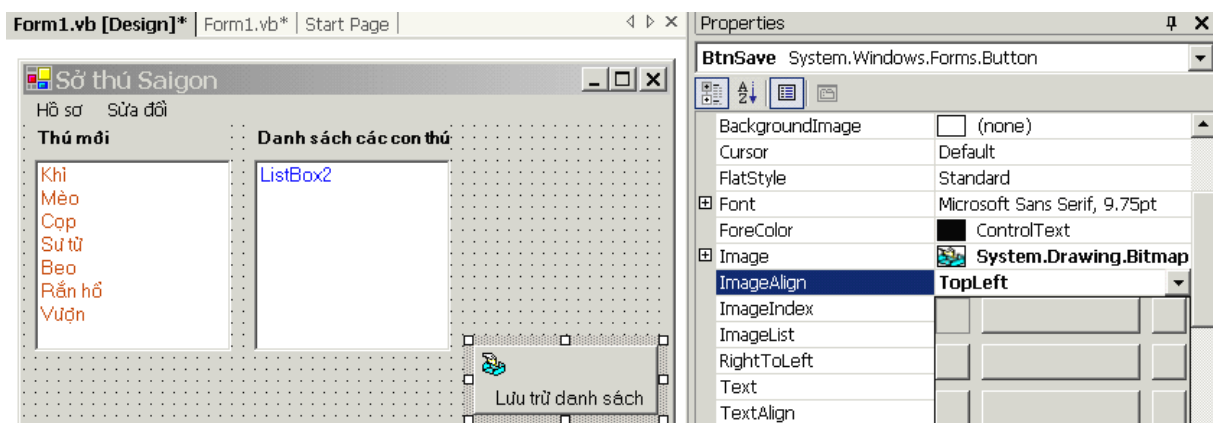 Form1.vb [Design]* Form1.vb* Start Page
Sở thú Saigon
Hồ sơ Sửa đổi
Thú mới Danh sách các con thú
Khỉ
Mèo
Cọp
Sư tử
Beo
Rắn hổ
Vượn
ListBox2
Lưu trữ danh sách
Properties
BtnSave System.Windows.Forms.Button
BackgroundImage (none)
Cursor Default
FlatStyle Standard
Font Microsoft Sans Serif, 9.75pt
ForeColor ControlText
Image System.Drawing.Bitmap
ImageAlign TopLeft
ImageIndex
ImageList
RightToLeft
Text
TextAlign